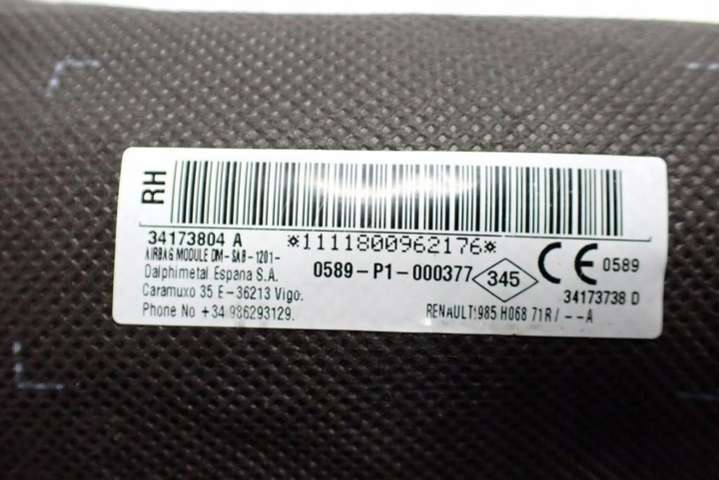 RH
34173804 A *1111800962176*
AIRBAG MODULE DM-SAB-1201-
Dalphimetal Espana S.A. 0589-P1-000377 345 CE 0589
Caramuxo 35 E-36213 Vigo. 34173738 D
Phone No +34 986293129. RENAULT:985 H068 71R/--A